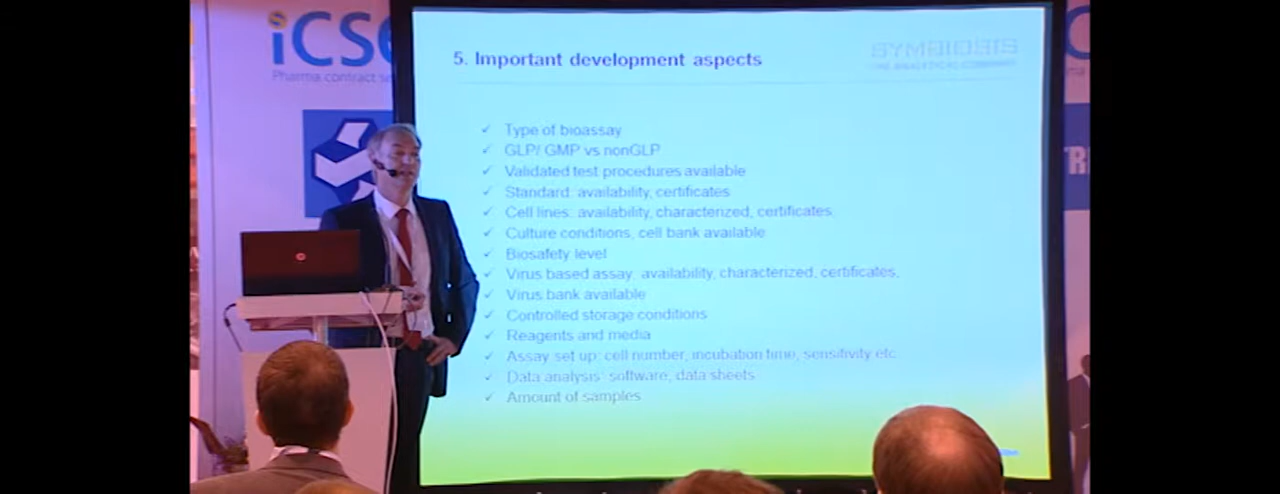 iCSE
Pharma contract se
5. Important development aspects
SYMBIOSIS
THE ANALYTICAL COMPANY
✓ Type of bioassay
✓ GLP/ GMP vs nonGLP
✓ Validated test procedures available
✓ Standard: availability, certificates
✓ Cell lines: availability, characterized, certificates,
✓ Culture conditions, cell bank available
✓ Biosafety level
✓ Virus based assay: availability, characterized, certificates,
✓ Virus bank available
✓ Controlled storage conditions
✓ Reagents and media
✓ Assay set up: cell number, incubation time, sensitivity etc.
✓ Data analysis: software, data sheets
✓ Amount of samples